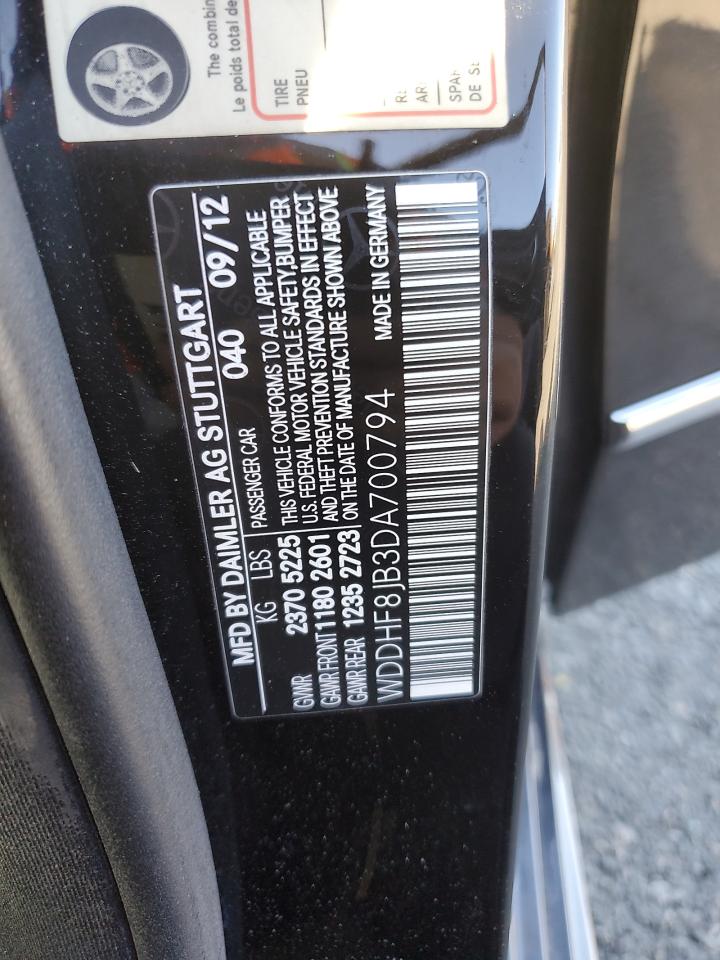 The combin
Le poids total de
TIRE
PNEU
SPAR
MFD BY DAIMLER AG STUTTGART
040 09/12
KG LBS PASSENGER CAR
GVWR 2370 5225
GAWR FRONT 1180 2601
GAWR REAR 1235 2723
THIS VEHICLE CONFORMS TO ALL APPLICABLE
U.S. FEDERAL MOTOR VEHICLE SAFETY, BUMPER
AND THEFT PREVENTION STANDARDS IN EFFECT
ON THE DATE OF MANUFACTURE SHOWN ABOVE
WDDHF8JB3DA700794 MADE IN GERMANY